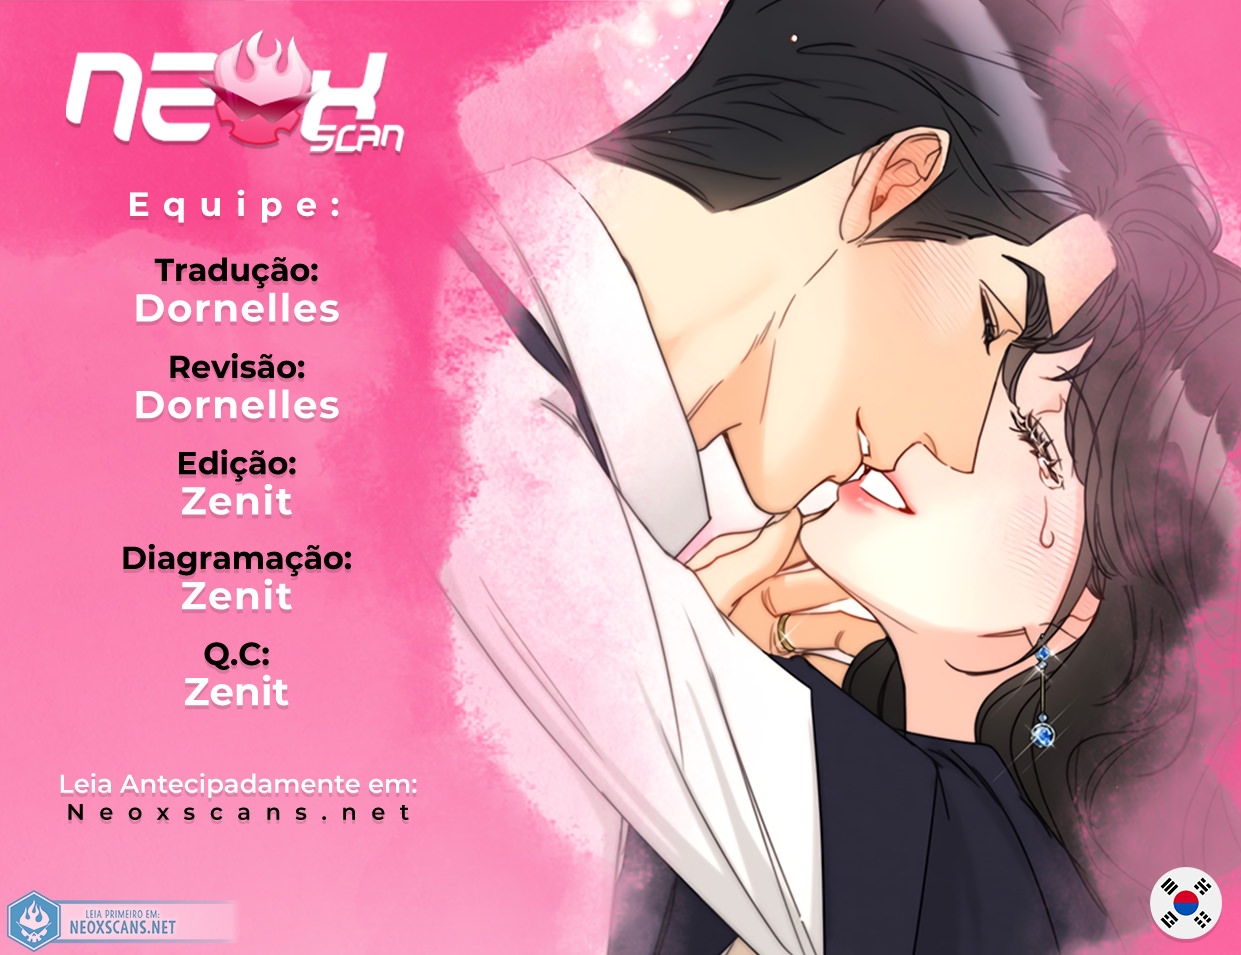 NEOX
SCAN
Equipe:
Tradução:
Dornelles
Revisão:
Dornelles
Edição:
Zenit
Diagramação:
Zenit
Q.C:
Zenit
Leia Antecipadamente em:
Neoxscans.net
LEIA PRIMEIRO EM:
NEOXSCANS.NET